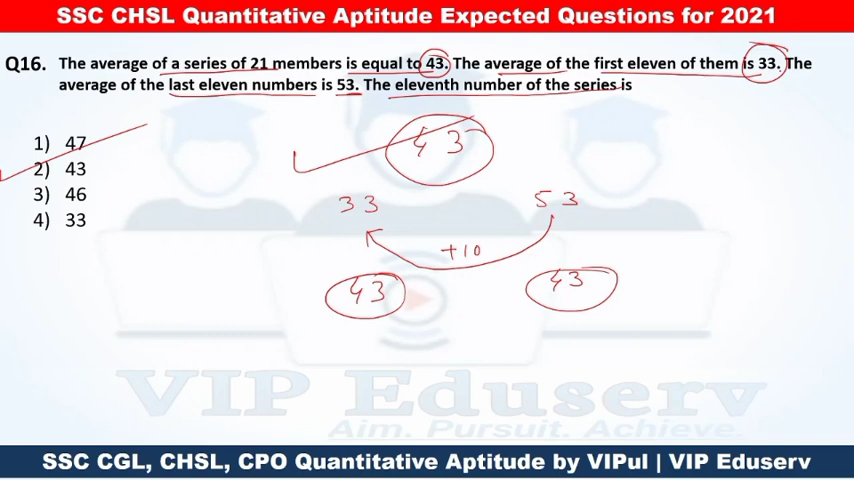 SSC CHSL Quantitative Aptitude Expected Questions for 2021
Q16. The average of a series of 21 members is equal to 43. The average of the first eleven of them is 33. The
average of the last eleven numbers is 53. The eleventh number of the series is
1) 47
2) 43
3) 46
4) 33
43
33 53
+10
43 43
VIP Eduserv
Aim. Pursuit. Achieve.
SSC CGL, CHSL, CPO Quantitative Aptitude by VIPul | VIP Eduserv